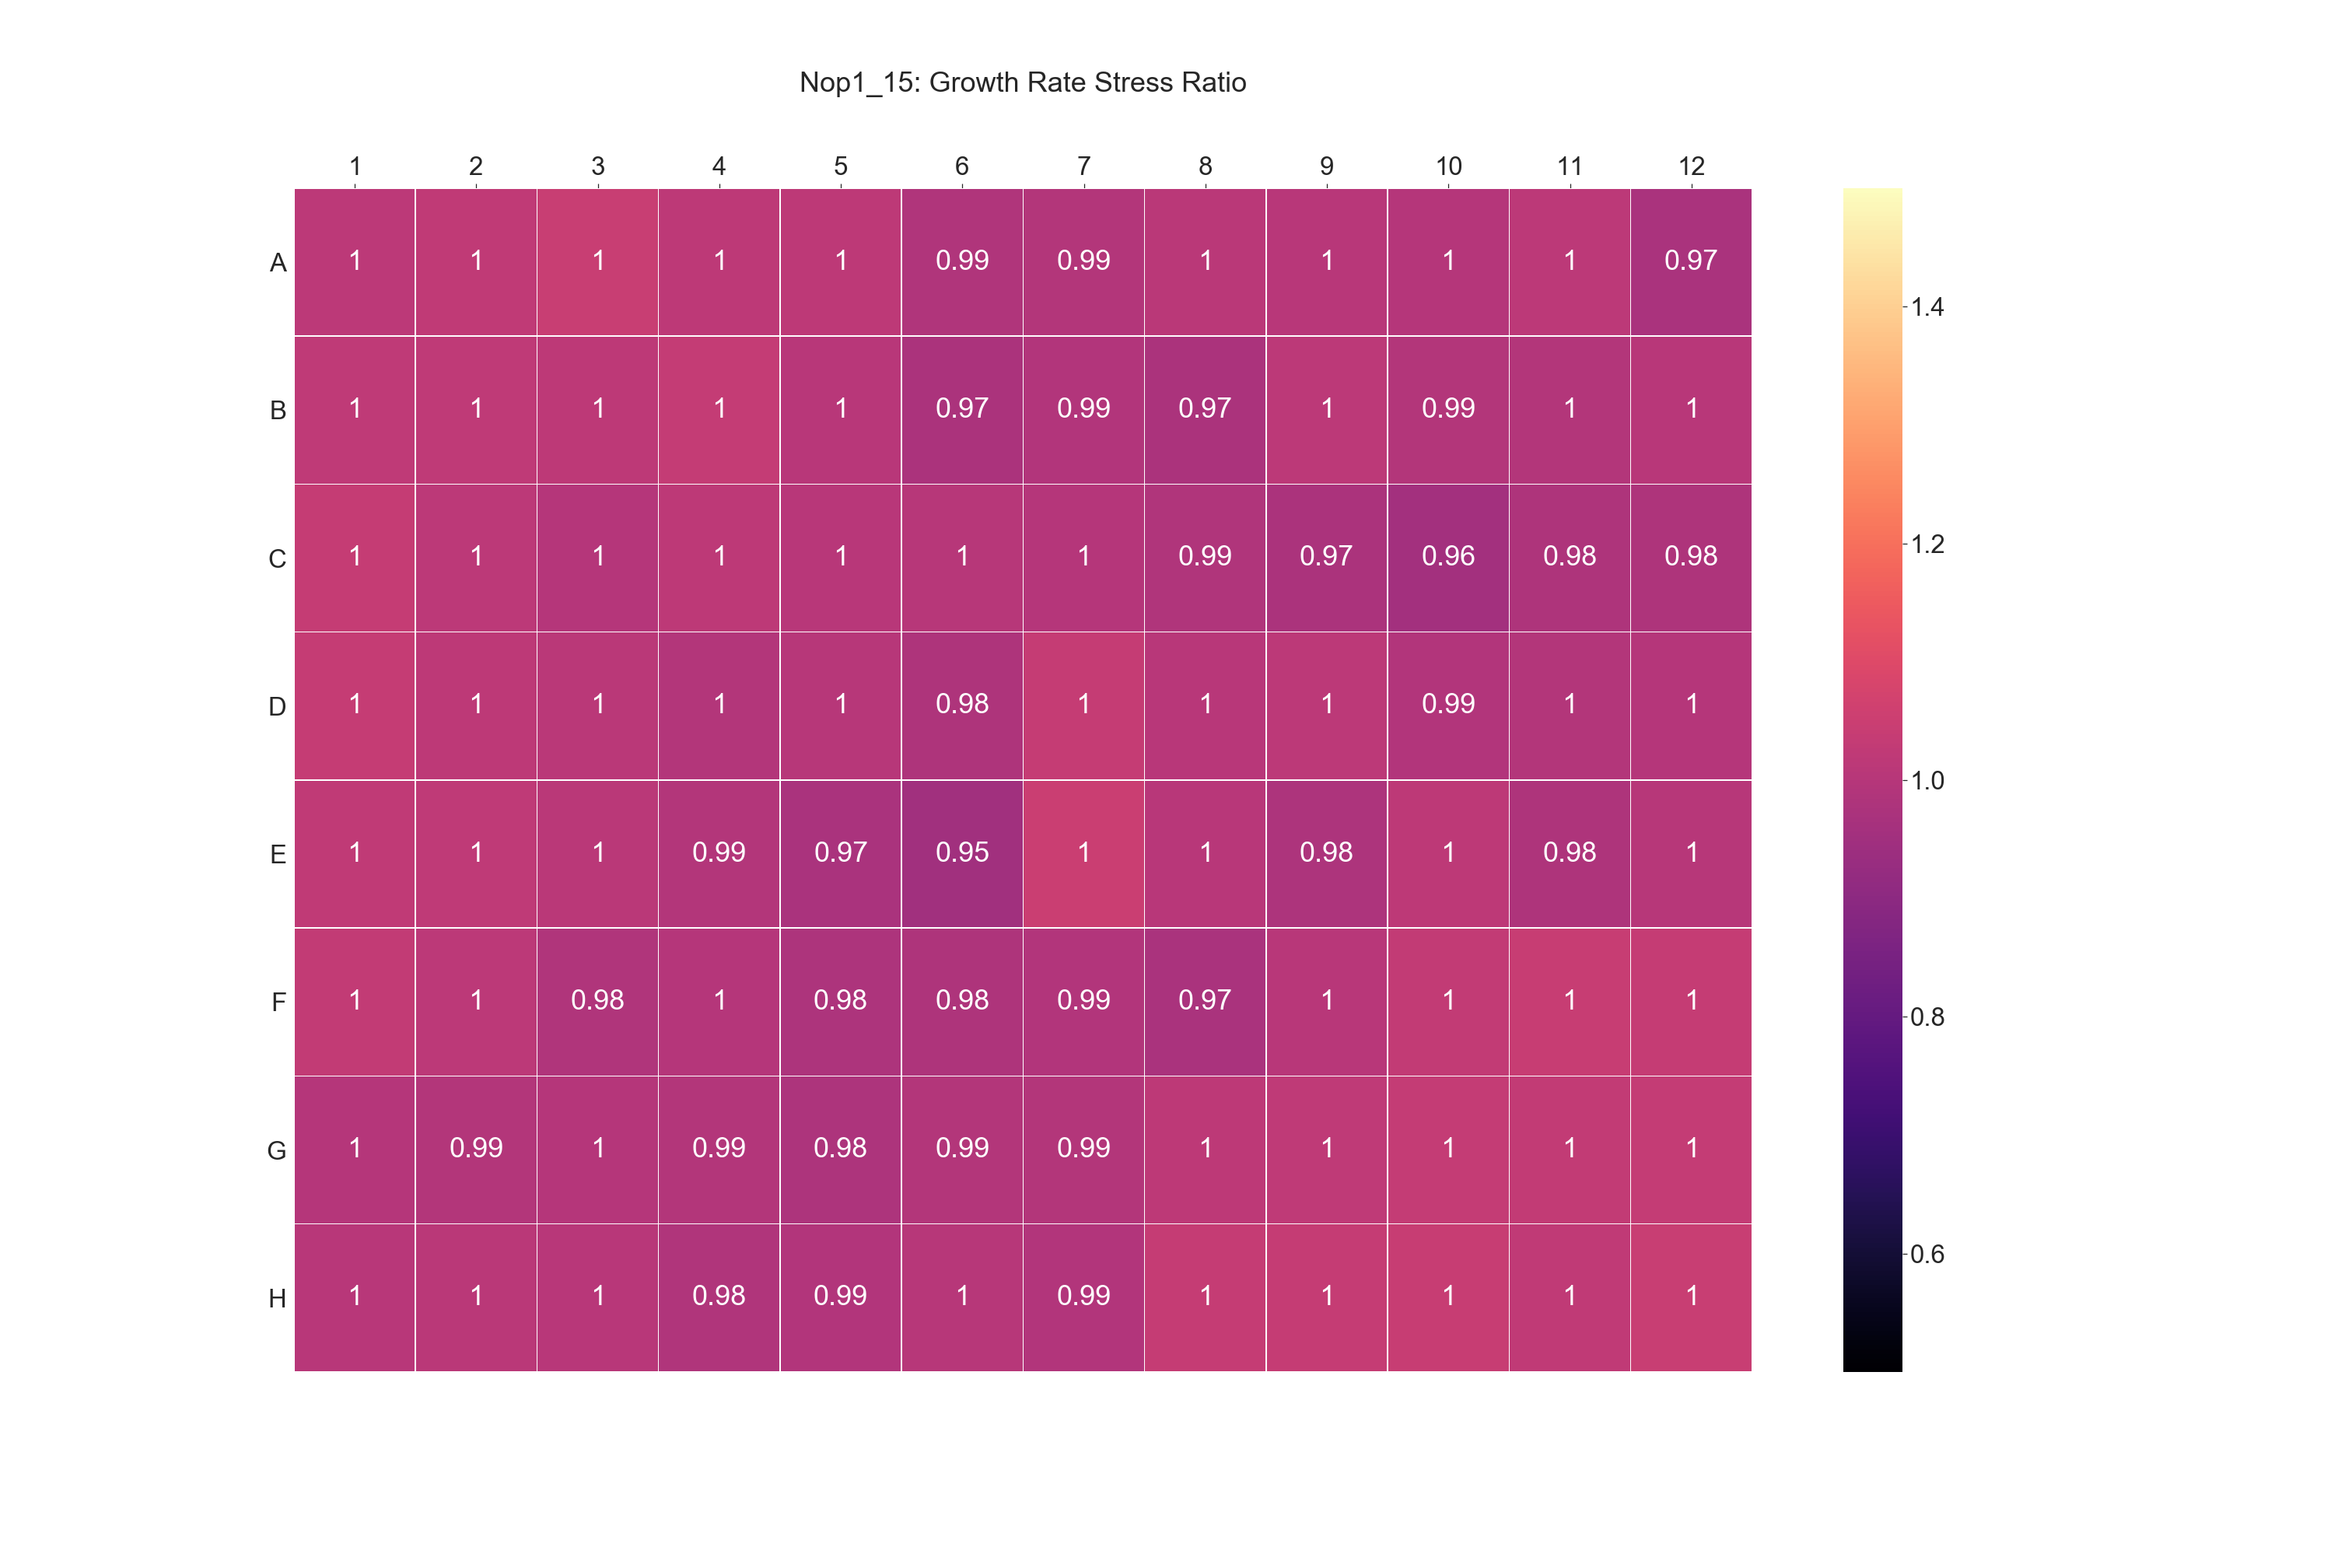 Nop1_15: Growth Rate Stress Ratio
1 2 3 4 5 6 7 8 9 10 11 12
A 1 1 1 1 1 0.99 0.99 1 1 1 1 0.97
1.4
B 1 1 1 1 1 0.97 0.99 0.97 1 0.99 1 1
C 1 1 1 1 1 1 1 0.99 0.97 0.96 0.98 0.98
1.2
D 1 1 1 1 1 0.98 1 1 1 0.99 1 1
1.0
E 1 1 1 0.99 0.97 0.95 1 1 0.98 1 0.98 1
F 1 1 0.98 1 0.98 0.98 0.99 0.97 1 1 1 1
0.8
G 1 0.99 1 0.99 0.98 0.99 0.99 1 1 1 1 1
0.6
H 1 1 1 0.98 0.99 1 0.99 1 1 1 1 1